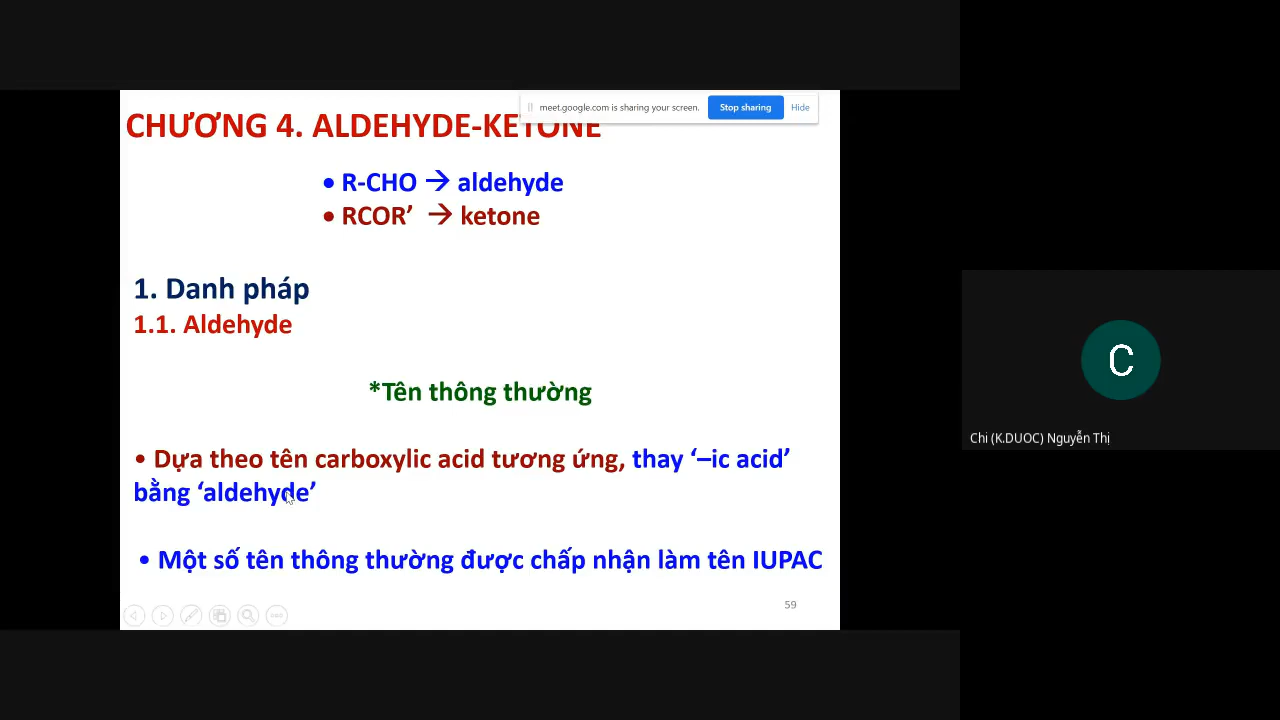 meet.google.com is sharing your screen. Stop sharing Hide
CHƯƠNG 4. ALDEHYDE-KETONE
• R-CHO → aldehyde
• RCOR’ → ketone
1. Danh pháp
1.1. Aldehyde
*Tên thông thường
• Dựa theo tên carboxylic acid tương ứng, thay ‘–ic acid’
bằng ‘aldehyde’
• Một số tên thông thường được chấp nhận làm tên IUPAC
59
C
Chi (K.DUOC) Nguyễn Thị